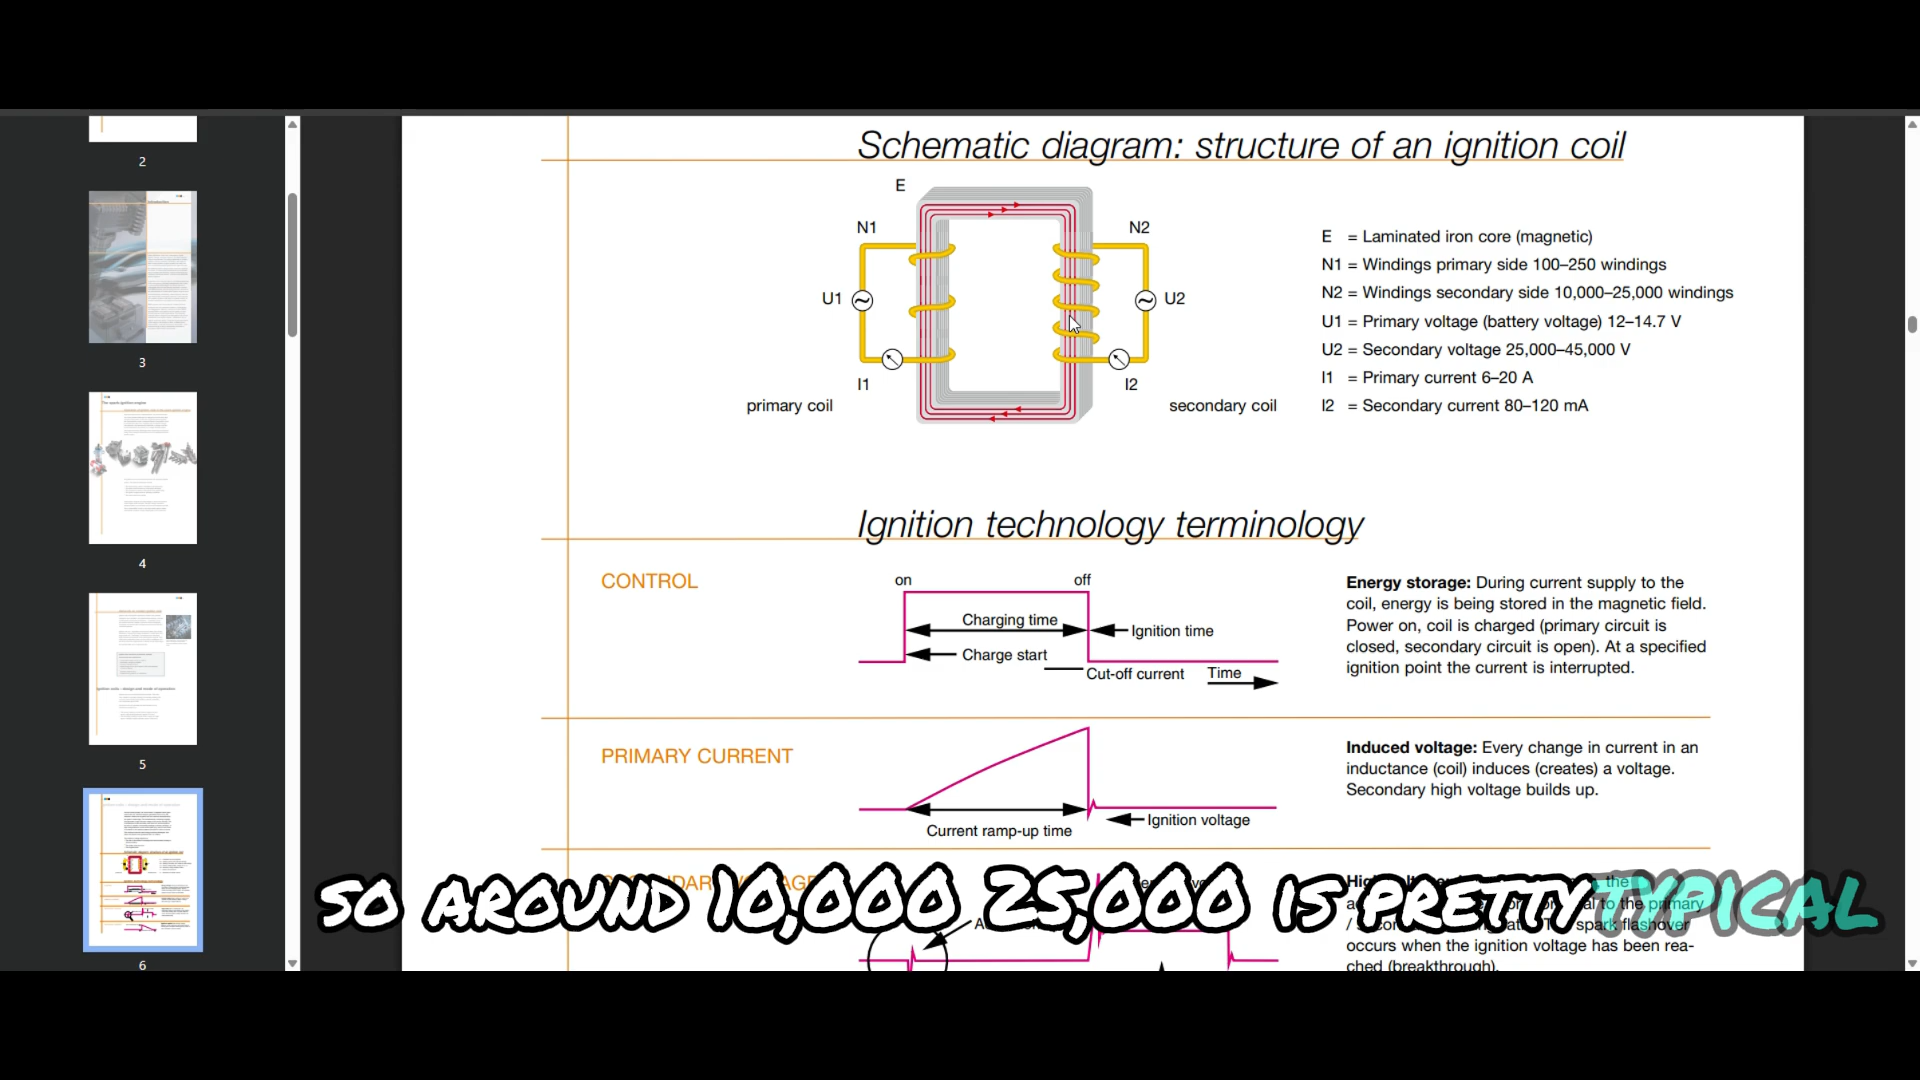 2
3
4
5
6
Schematic diagram: structure of an ignition coil
E
N1
N2
U1
U2
I1
I2
primary coil
secondary coil
E = Laminated iron core (magnetic)
N1 = Windings primary side 100–250 windings
N2 = Windings secondary side 10,000–25,000 windings
U1 = Primary voltage (battery voltage) 12–14.7 V
U2 = Secondary voltage 25,000–45,000 V
I1 = Primary current 6–20 A
I2 = Secondary current 80–120 mA
Ignition technology terminology
CONTROL
on
off
Charging time
Ignition time
Charge start
Cut-off current
Time
Energy storage: During current supply to the
coil, energy is being stored in the magnetic field.
Power on, coil is charged (primary circuit is
closed, secondary circuit is open). At a specified
ignition point the current is interrupted.
PRIMARY CURRENT
Current ramp-up time
Ignition voltage
Induced voltage: Every change in current in an
inductance (coil) induces (creates) a voltage.
Secondary high voltage builds up.
SO AROUND 10,000 25,000 IS PRETTY TYPICAL
the
to the primary
spark flashover
occurs when the ignition voltage has been rea-
ched (breakthrough).